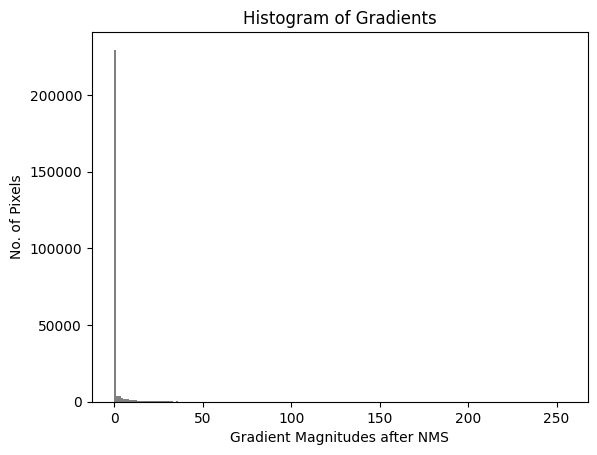 Histogram of Gradients
No. of Pixels
200000
150000
100000
50000
0
0 50 100 150 200 250
Gradient Magnitudes after NMS